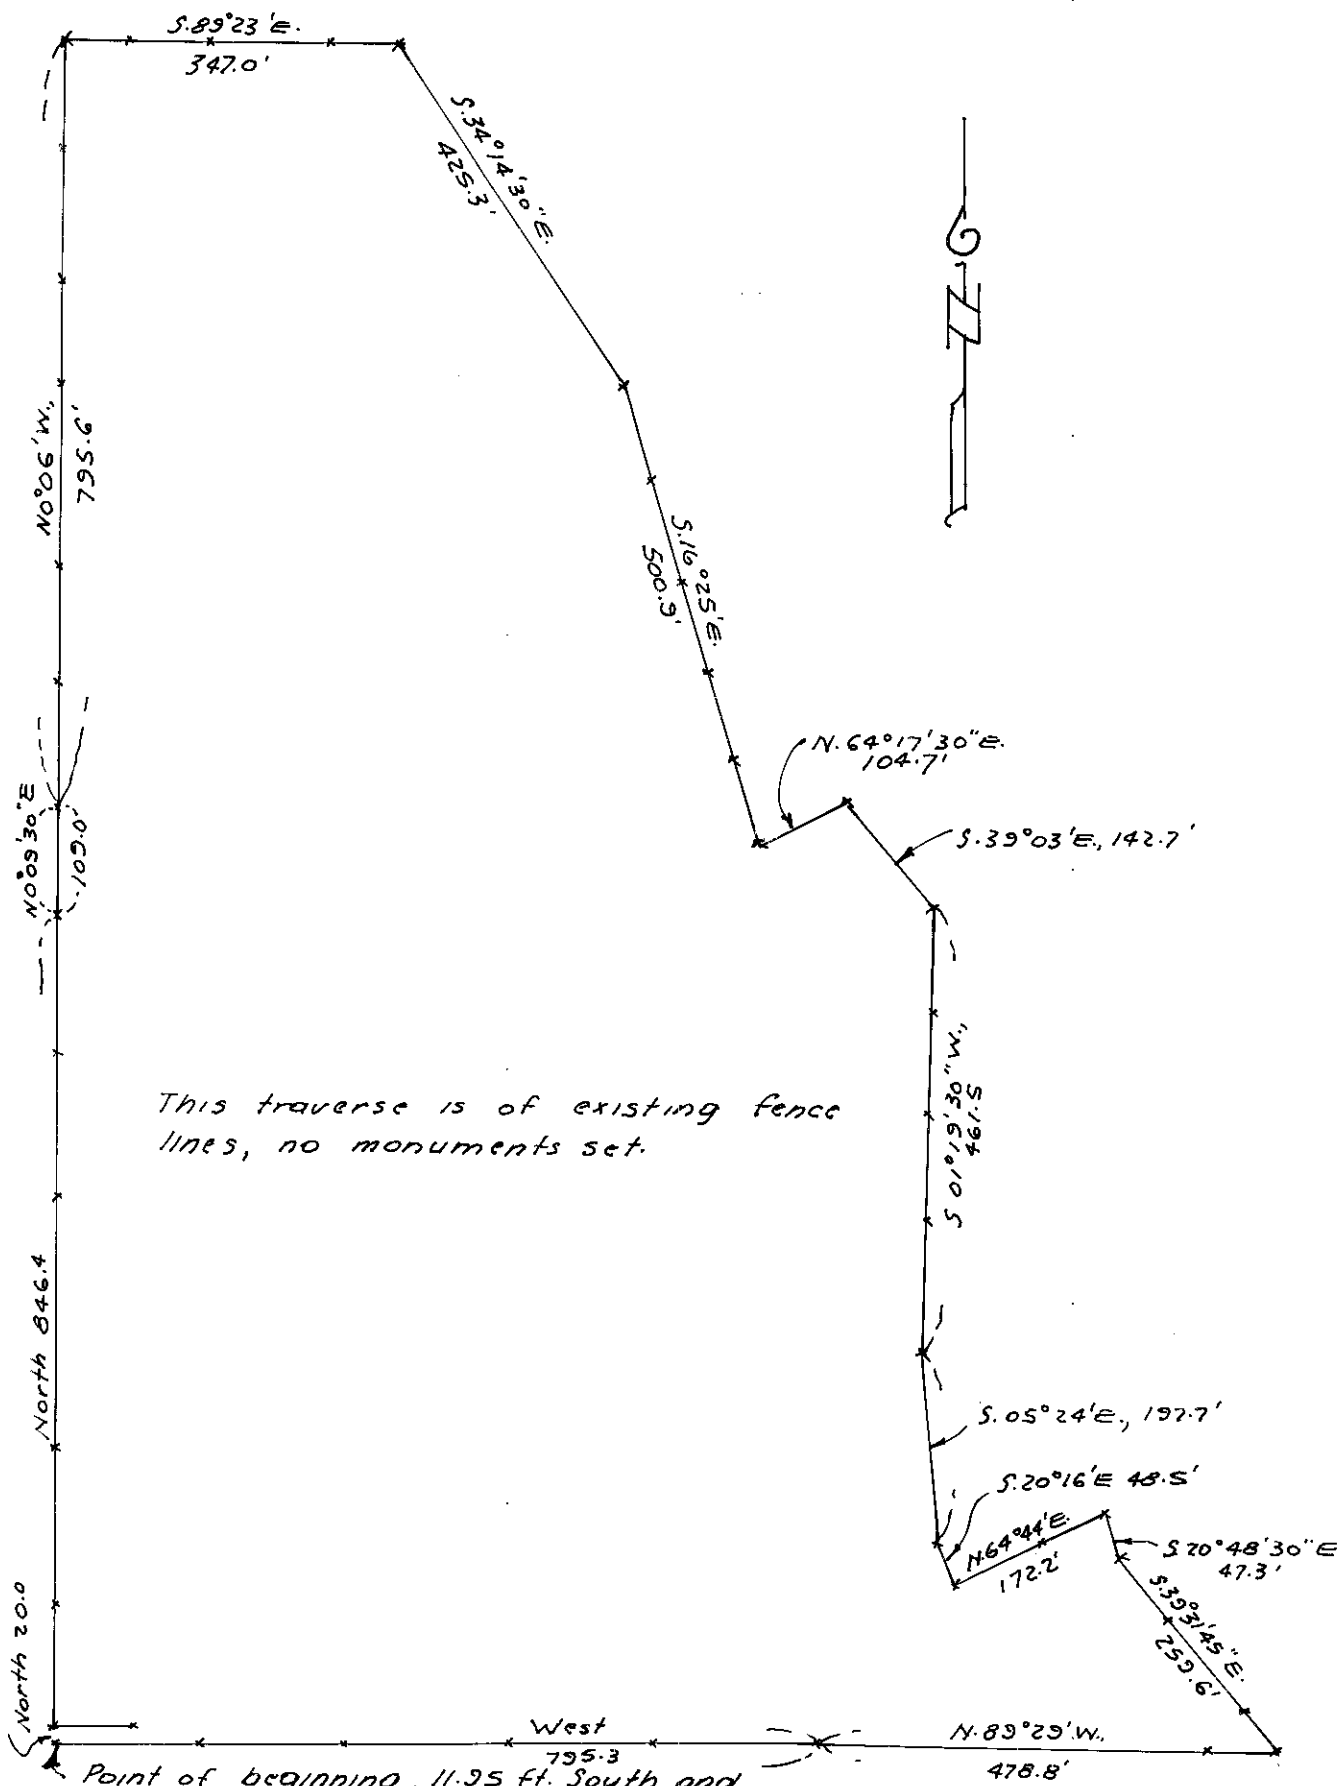 S.89°23'E.
347.0'
S.34°14'30"E.
425.3'
N
N0°06'W.,
795.6'
S.16°25'E.
500.9'
N.64°17'30"E.
104.7'
S.39°03'E., 142.7'
N0°09'30"E
109.0'
S 01°19'30"W.,
461.5
This traverse is of existing fence
lines, no monuments set.
North 846.4
S.05°24'E., 197.7'
S.20°16'E 48.5'
N.64°44'E.
172.2'
S.20°48'30"E
47.3'
S.39°31'45"E.
259.6'
North 20.0
West
795.3
N.89°29'W.,
478.8'
Point of beginning, 11.95 ft. South and